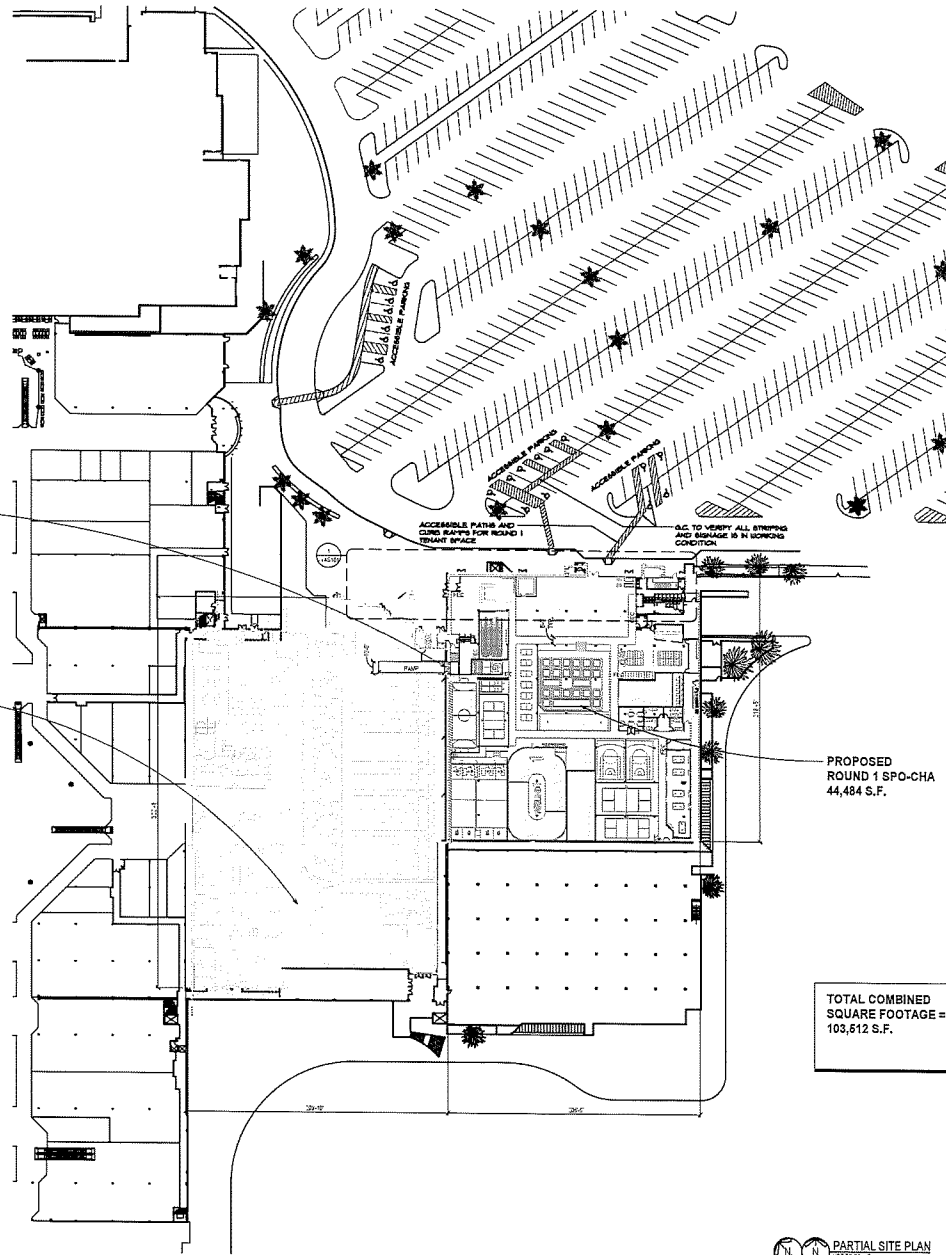 ACCESSIBLE PARKING
ACCESSIBLE PARKING
ACCESSIBLE PARKING
ACCESSIBLE PATHS AND
CURB RAMPS FOR ROUND 1
TENANT SPACE
G.C. TO VERIFY ALL STRIPING
AND SIGNAGE IS IN WORKING
CONDITION.
RAMP
PROPOSED
ROUND 1 SPO-CHA
44,484 S.F.
TOTAL COMBINED
SQUARE FOOTAGE =
103,512 S.F.
N
N
PARTIAL SITE PLAN